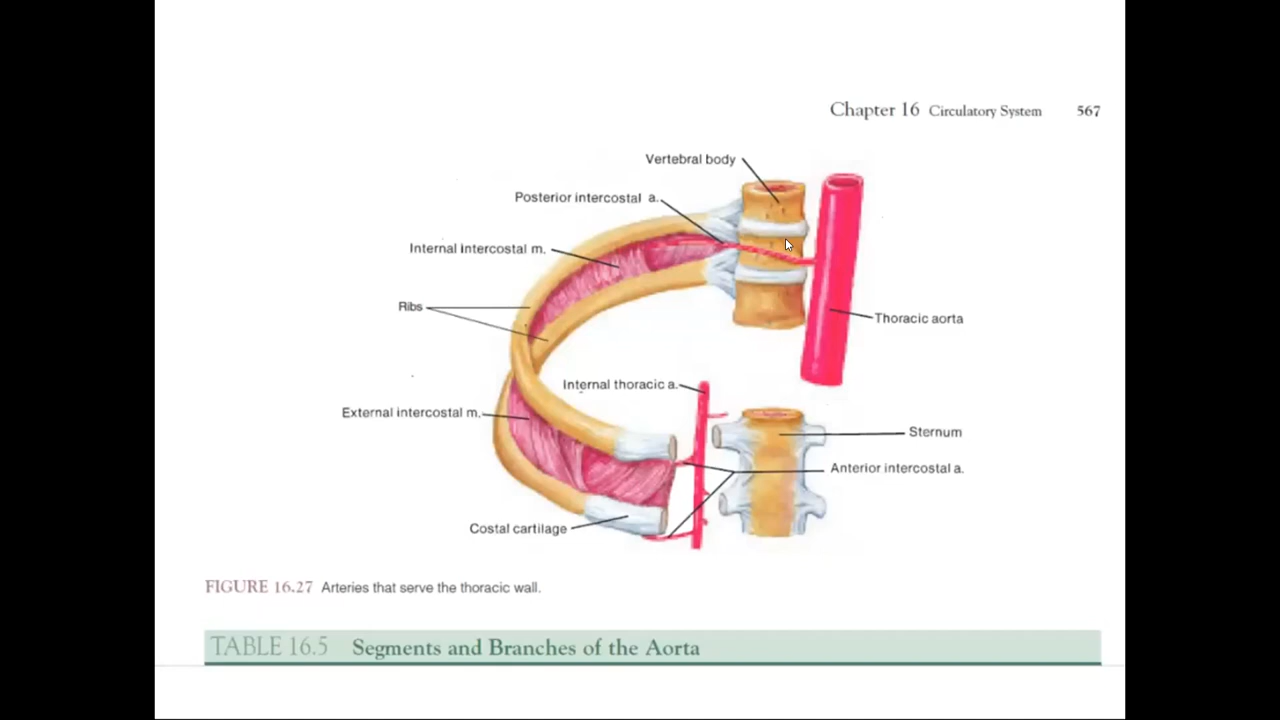 Chapter 16 Circulatory System 567
Vertebral body
Posterior intercostal a.
Internal intercostal m.
Ribs
Thoracic aorta
Internal thoracic a.
External intercostal m.
Sternum
Anterior intercostal a.
Costal cartilage
FIGURE 16.27 Arteries that serve the thoracic wall.
TABLE 16.5 Segments and Branches of the Aorta